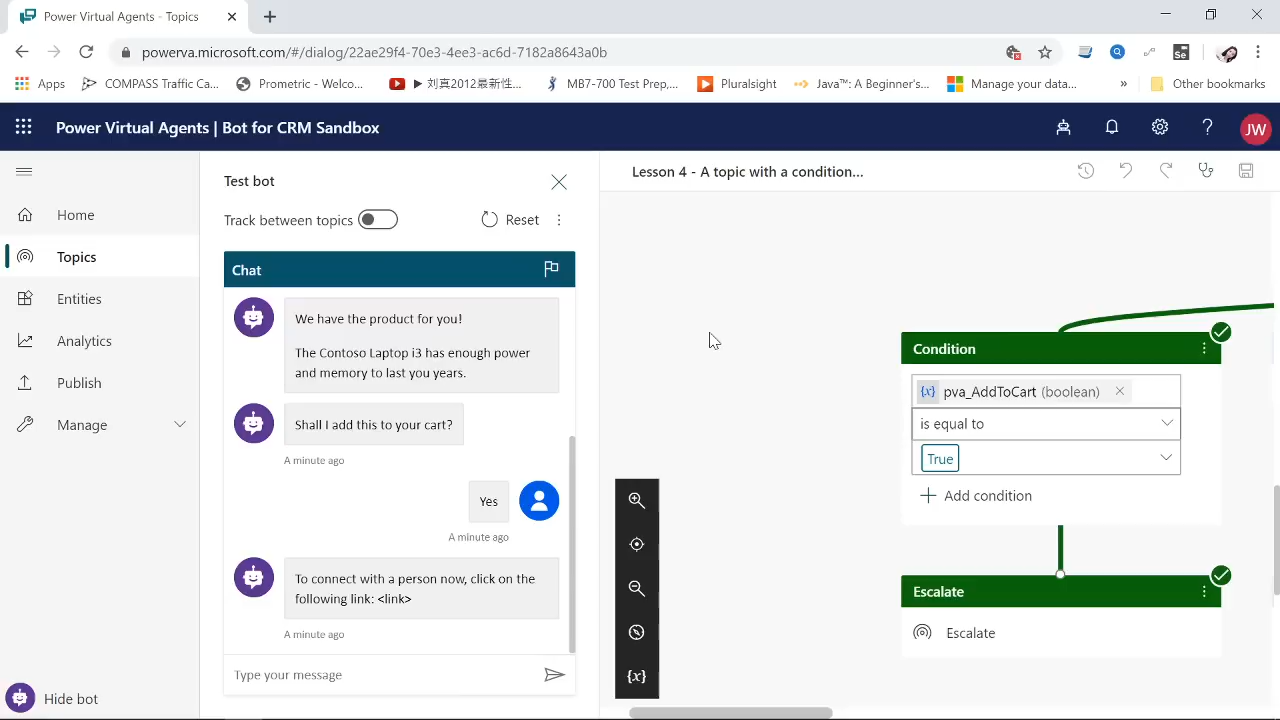 Power Virtual Agents - Topics
powerva.microsoft.com/#/dialog/22ae29f4-70e3-4ee3-ac6d-7182a8643a0b
Apps
COMPASS Traffic Ca...
Prometric - Welco...
▶ 刘真2012最新性...
MB7-700 Test Prep,...
Pluralsight
Java™: A Beginner's...
Manage your data...
»
Other bookmarks
Power Virtual Agents | Bot for CRM Sandbox
JW
Home
Topics
Entities
Analytics
Publish
Manage
Hide bot
Test bot
Track between topics
Reset
Chat
We have the product for you!
The Contoso Laptop i3 has enough power
and memory to last you years.
Shall I add this to your cart?
A minute ago
Yes
A minute ago
To connect with a person now, click on the
following link: <link>
A minute ago
Type your message
Lesson 4 - A topic with a condition...
Condition
{x} pva_AddToCart (boolean)
is equal to
True
Add condition
Escalate
Escalate
{x}
Se